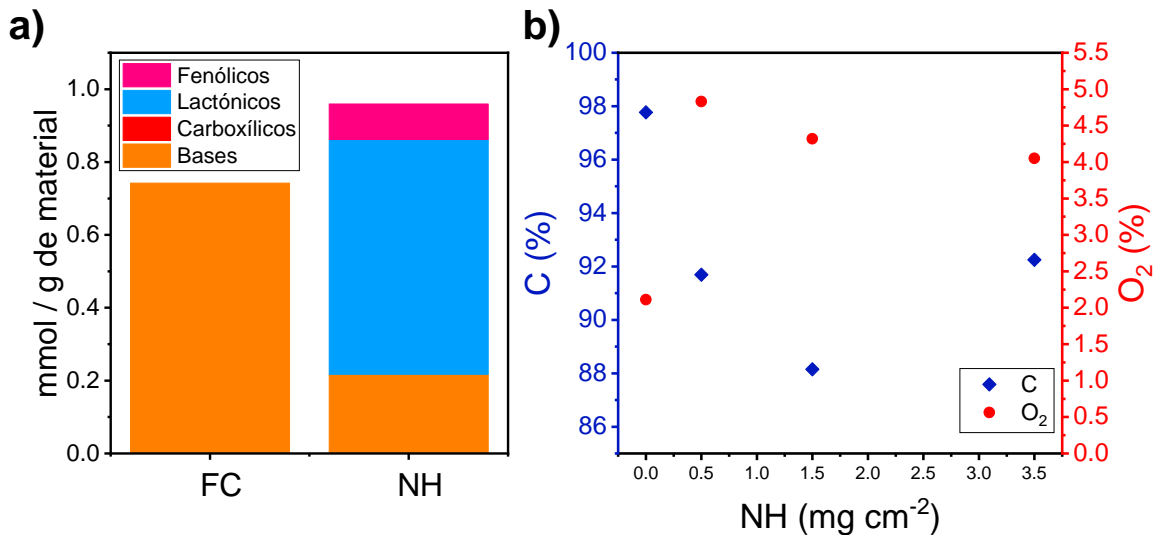 a)
mmol / g de material
1.0
0.8
0.6
0.4
0.2
0.0
Fenólicos
Lactónicos
Carboxílicos
Bases
FC
NH
b)
C (%)
100
98
96
94
92
90
88
86
5.5
5.0
4.5
4.0
3.5
3.0
2.5
2.0
1.5
1.0
0.5
0.0
O₂ (%)
C
O₂
0.0 0.5 1.0 1.5 2.0 2.5 3.0 3.5
NH (mg cm⁻²)